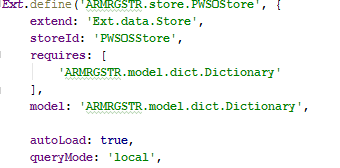 Ext.define('ARMRGSTR.store.PWSOStore', {
extend: 'Ext.data.Store',
storeId: 'PWSOSStore',
requires: [
'ARMRGSTR.model.dict.Dictionary'
],
model: 'ARMRGSTR.model.dict.Dictionary',
autoLoad: true,
queryMode: 'local',